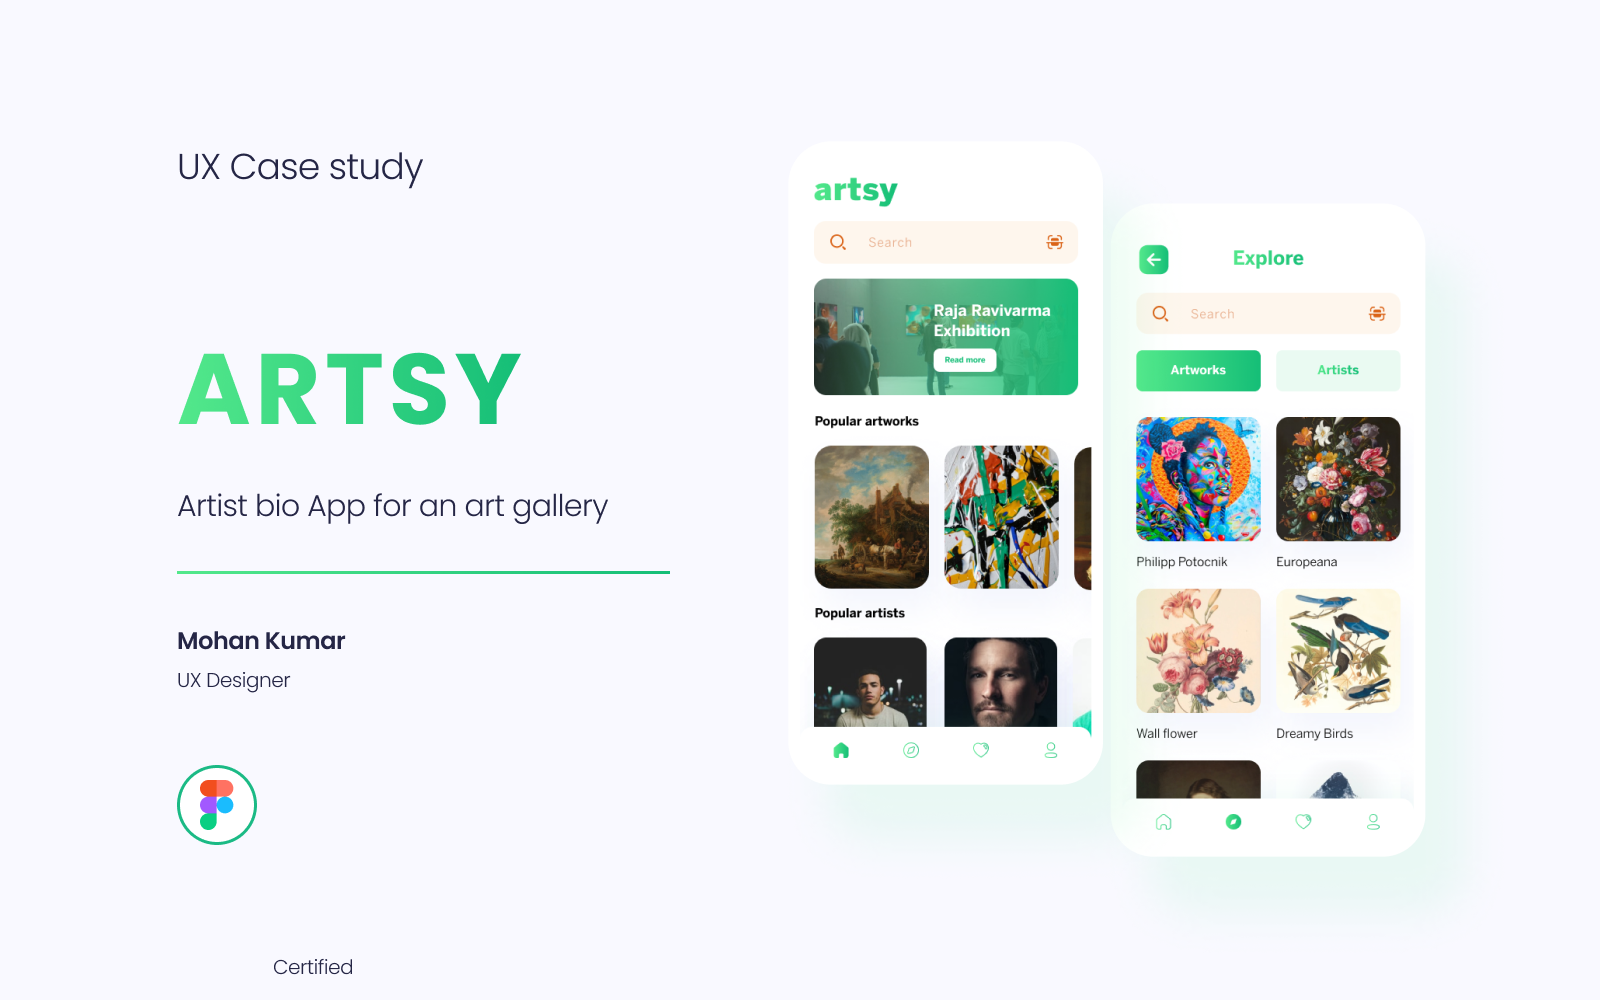 UX Case study
ARTSY
Artist bio App for an art gallery
Mohan Kumar
UX Designer
Certified
artsy
Search
Raja Ravivarma
Exhibition
Read more
Popular artworks
Popular artists
Explore
Search
Artworks
Artists
Philipp Potocnik
Europeana
Wall flower
Dreamy Birds